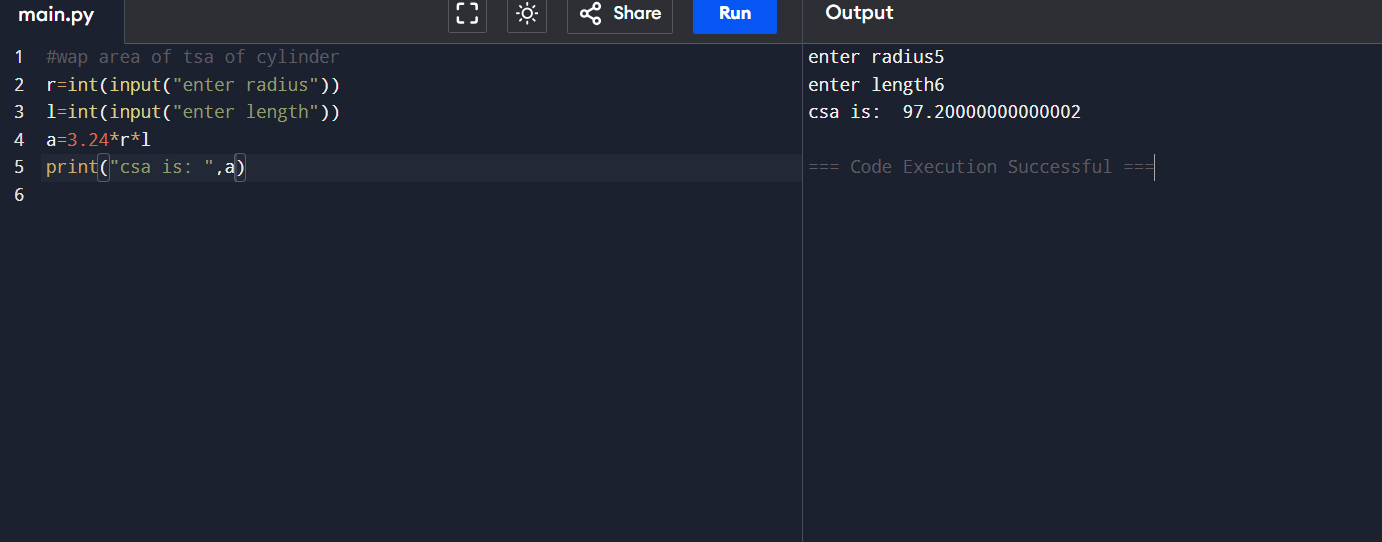 main.py
Share
Run
Output
1 #wap area of tsa of cylinder
2 r=int(input("enter radius"))
3 l=int(input("enter length"))
4 a=3.24*r*l
5 print("csa is: ",a)
6
enter radius5
enter length6
csa is:  97.20000000000002
=== Code Execution Successful ===